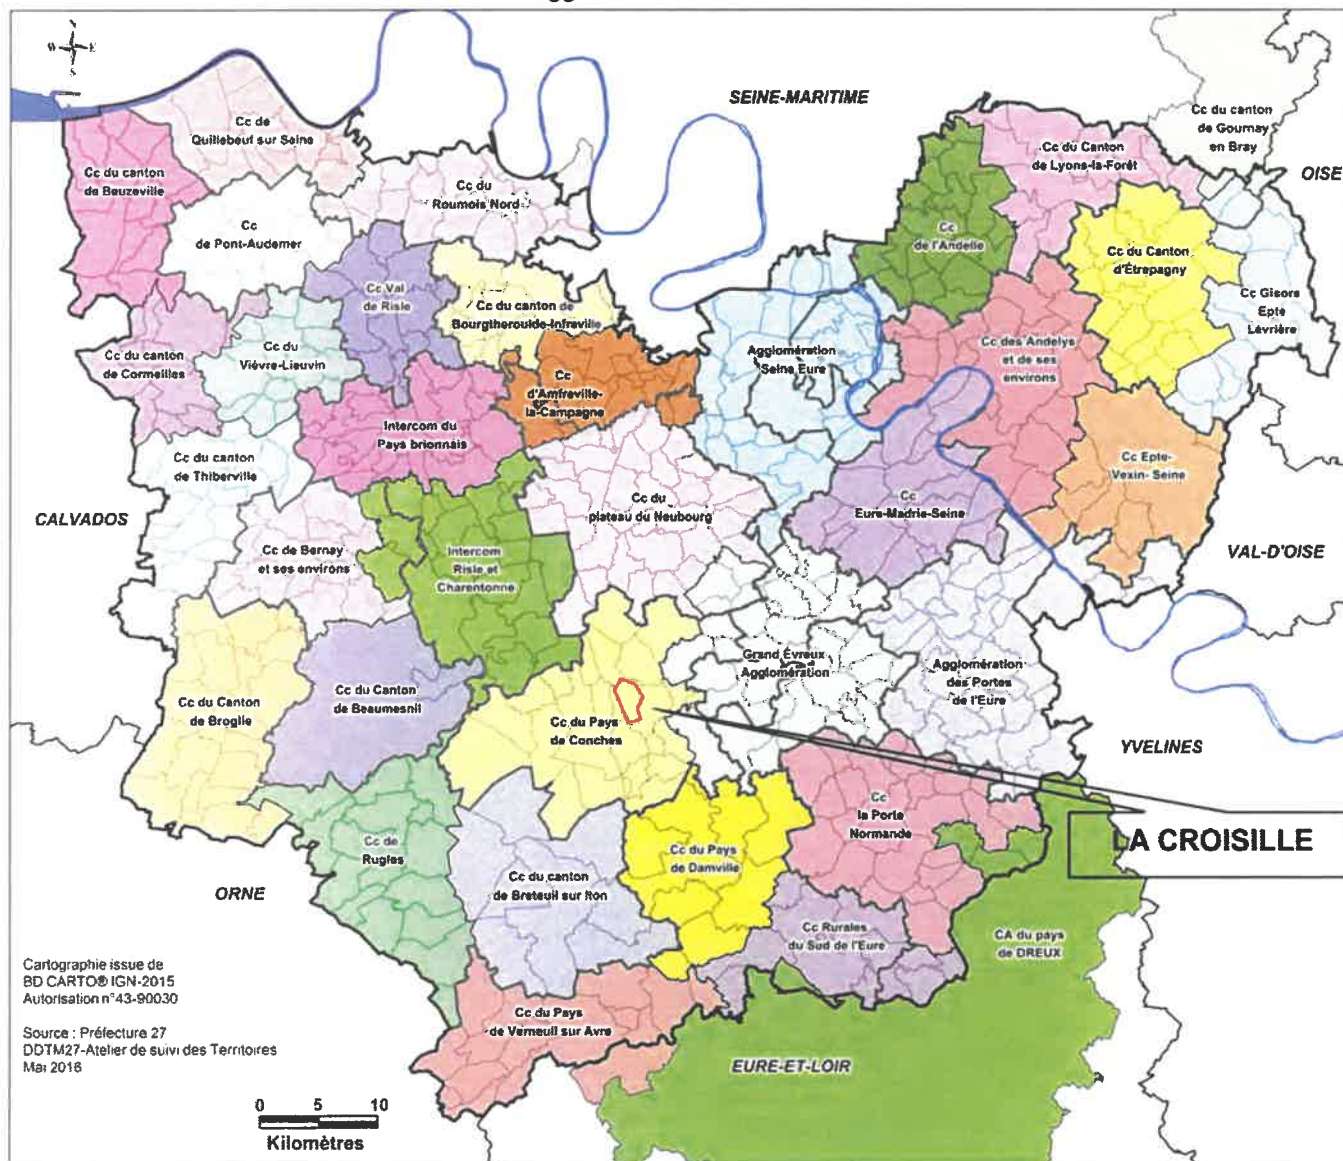 W E
S
SEINE-MARITIME
Cc du canton
de Gournay
en Bray
OISE
Cc de
Quillebeuf sur Seine
Cc du canton
de Beuzeville
Cc du
Roumois Nord
Cc du Canton
de Lyons-la-Forêt
Cc
de Pont-Audemer
Cc
de l'Andelle
Cc du Canton
d'Étrepagny
Cc Val
de Risle
Cc du canton de
Bourgtheroulde-Infreville
Cc Gisors
Epte
Lévrière
Cc du canton
de Cormeilles
Cc du
Vièvre-Lieuvin
Agglomération
Seine Eure
Cc des Andelys
et de ses
environs
Cc
d'Amfreville-
la-Campagne
Intercom du
Pays brionnais
Cc du canton
de Thiberville
Cc Epte-
Vexin- Seine
Cc du
plateau du Neubourg
Cc
Eure-Madrie-Seine
CALVADOS
Cc de Bernay
et ses environs
Intercom
Risle et
Charentonne
VAL-D'OISE
Grand Évreux
Agglomération
Agglomération
des Portes
de l'Eure
Cc du Canton
de Broglie
Cc du Canton
de Beaumesnil
Cc du Pays
de Conches
YVELINES
Cc
la Porte
Normande
LA CROISILLE
Cc de
Rugles
Cc du Pays
de Damville
ORNE
Cc du canton
de Breteuil sur Iton
Cc Rurales
du Sud de l'Eure
CA du pays
de DREUX
Cartographie issue de
BD CARTO® IGN-2015
Autorisation n°43-90030
Source : Préfecture 27
DDTM27-Atelier de suivi des Territoires
Mai 2016
Cc du Pays
de Verneuil sur Avre
EURE-ET-LOIR
0 5 10
Kilomètres